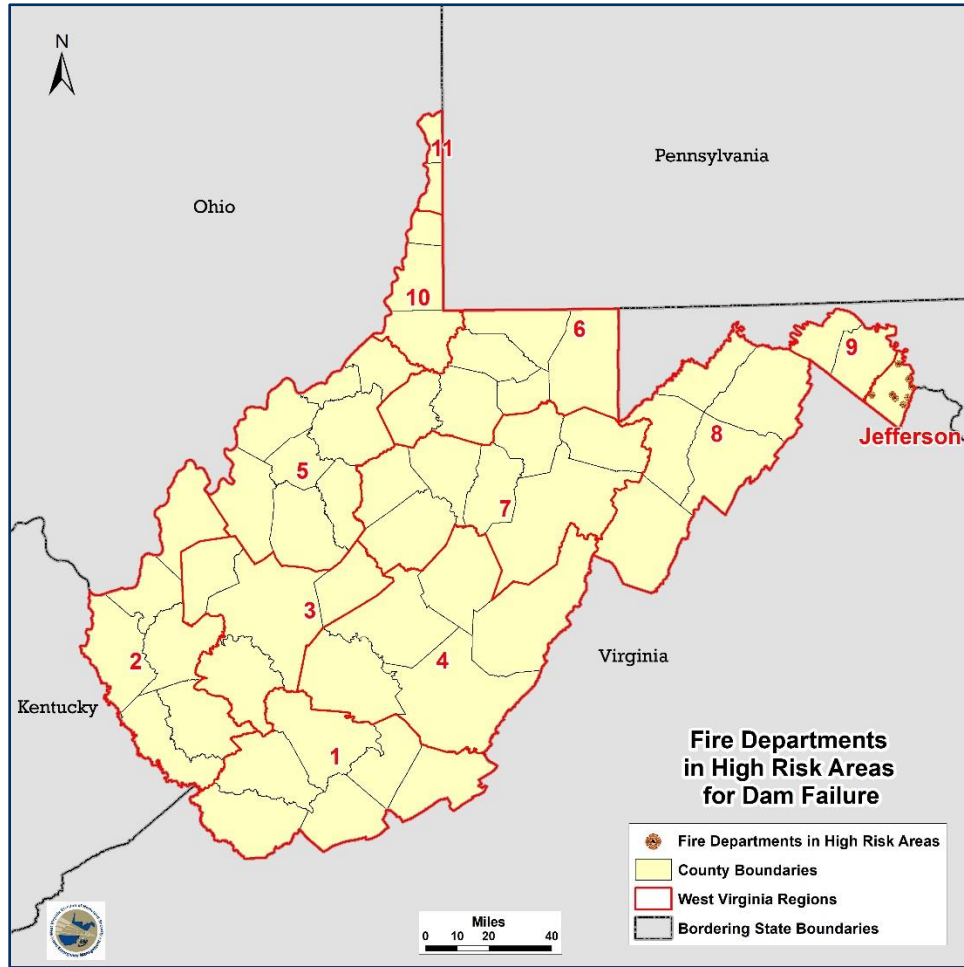 N
11
Pennsylvania
Ohio
10
6
9
Jefferson
8
5
7
3
2
4
Virginia
Kentucky
1
Fire Departments
in High Risk Areas
for Dam Failure
Fire Departments in High Risk Areas
County Boundaries
West Virginia Regions
Bordering State Boundaries
Miles
0 10 20 40